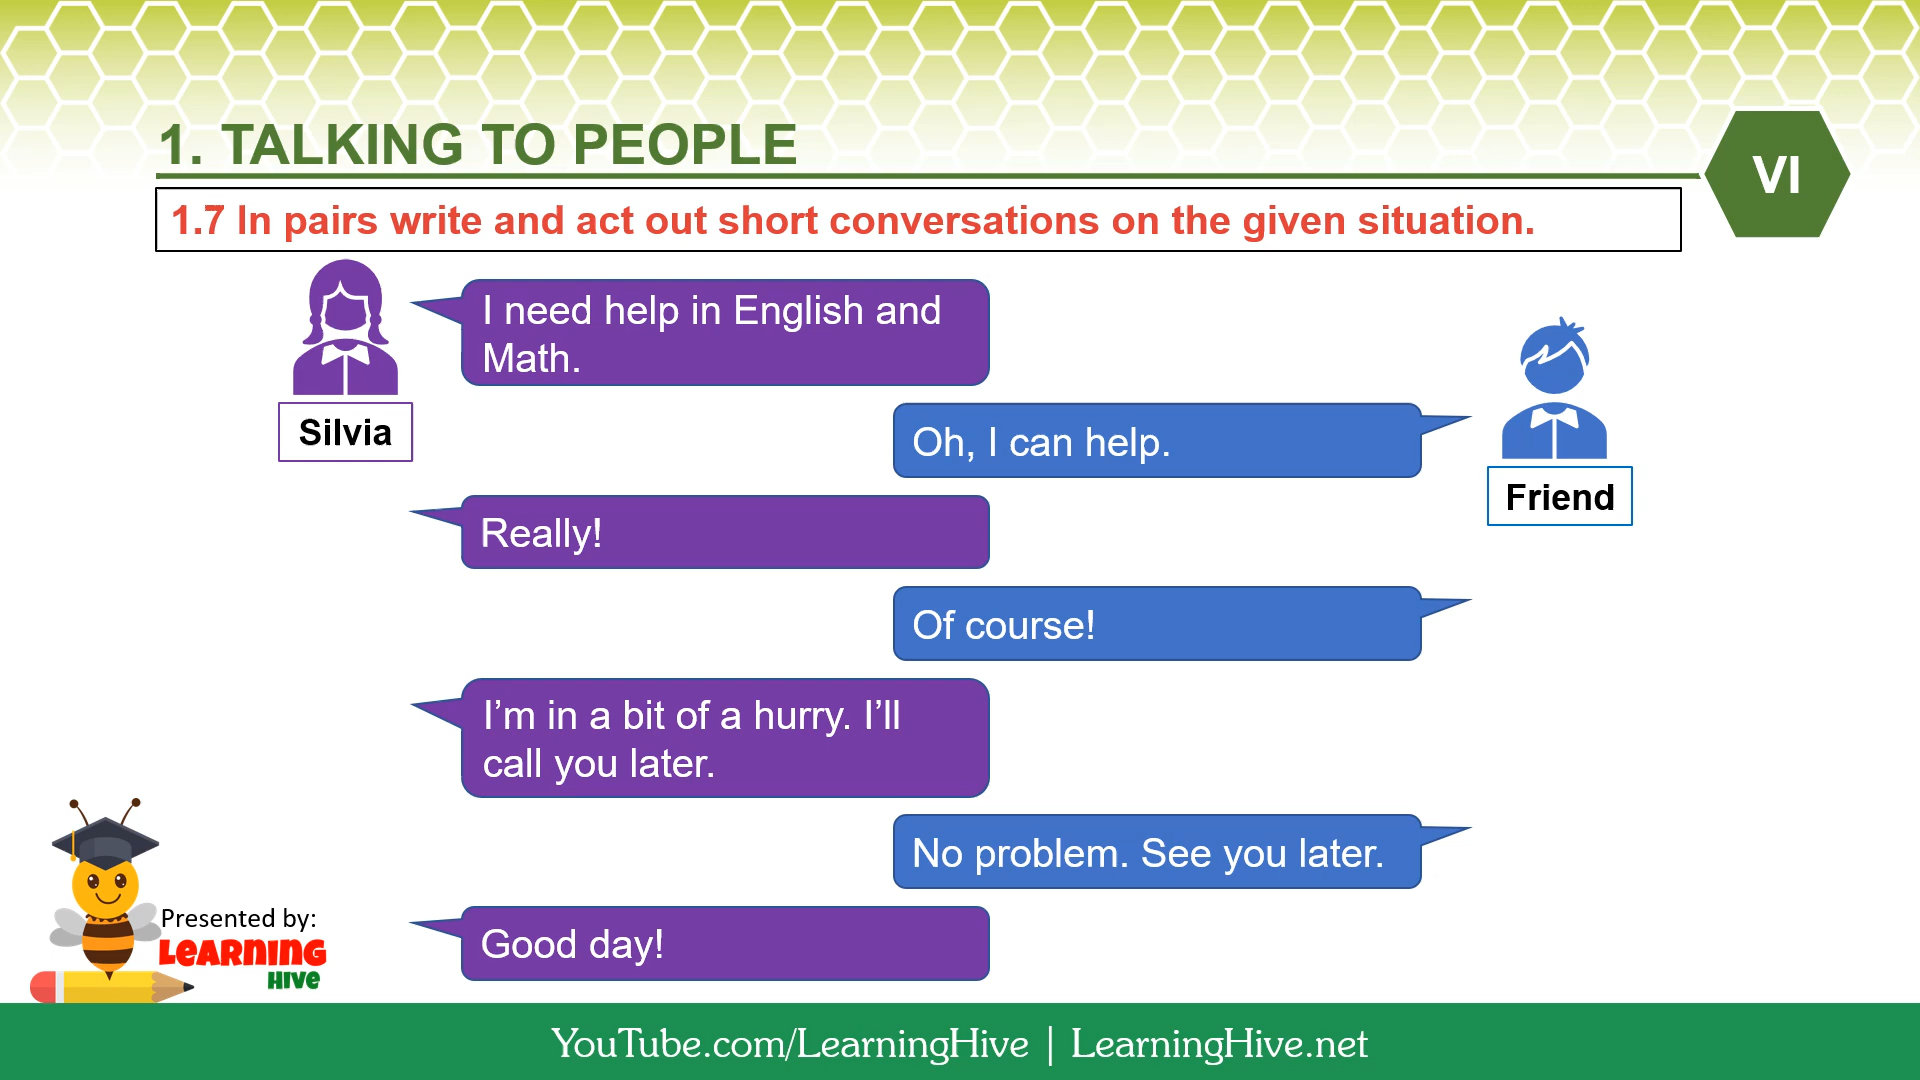 1. TALKING TO PEOPLE
VI
1.7 In pairs write and act out short conversations on the given situation.
I need help in English and
Math.
Silvia
Oh, I can help.
Friend
Really!
Of course!
I’m in a bit of a hurry. I’ll
call you later.
No problem. See you later.
Good day!
Presented by:
LEARNING
HIVE
YouTube.com/LearningHive | LearningHive.net